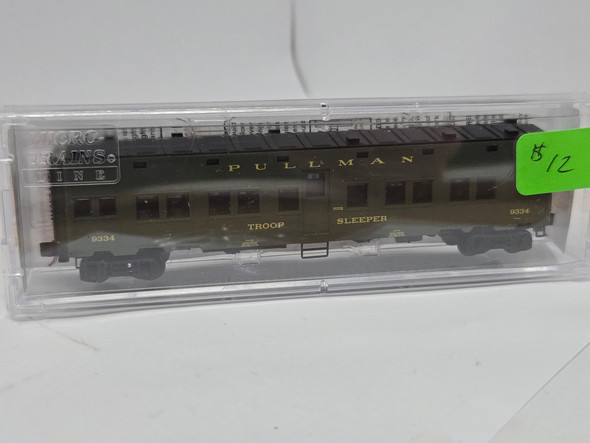 MICRO-
TRAINS
LINE
PULLMAN
TROOP SLEEPER
9334
9334
12